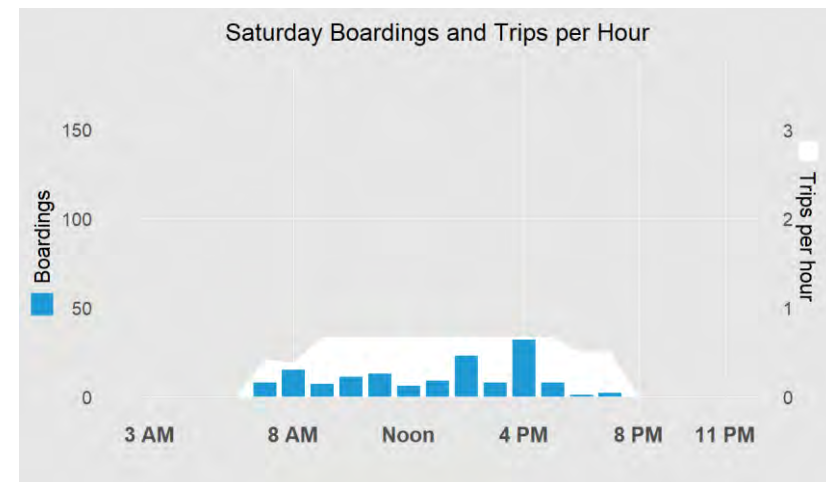 Saturday Boardings and Trips per Hour
150
100
50
0
Boardings
3
2
1
0
Trips per hour
3 AM 8 AM Noon 4 PM 8 PM 11 PM